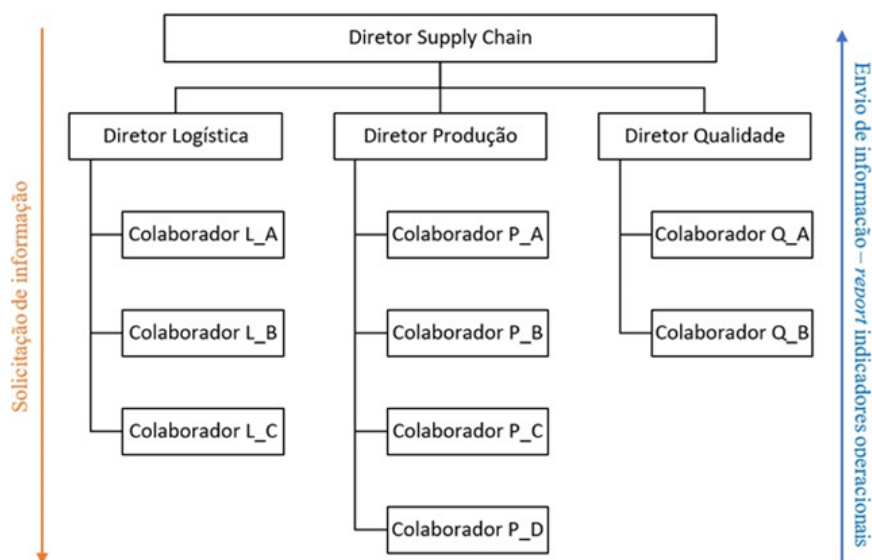 Diretor Supply Chain
Diretor Logística
Diretor Produção
Diretor Qualidade
Colaborador L_A
Colaborador P_A
Colaborador Q_A
Colaborador L_B
Colaborador P_B
Colaborador Q_B
Colaborador L_C
Colaborador P_C
Colaborador P_D
Solicitação de informação
Envio de informação – report indicadores operacionais